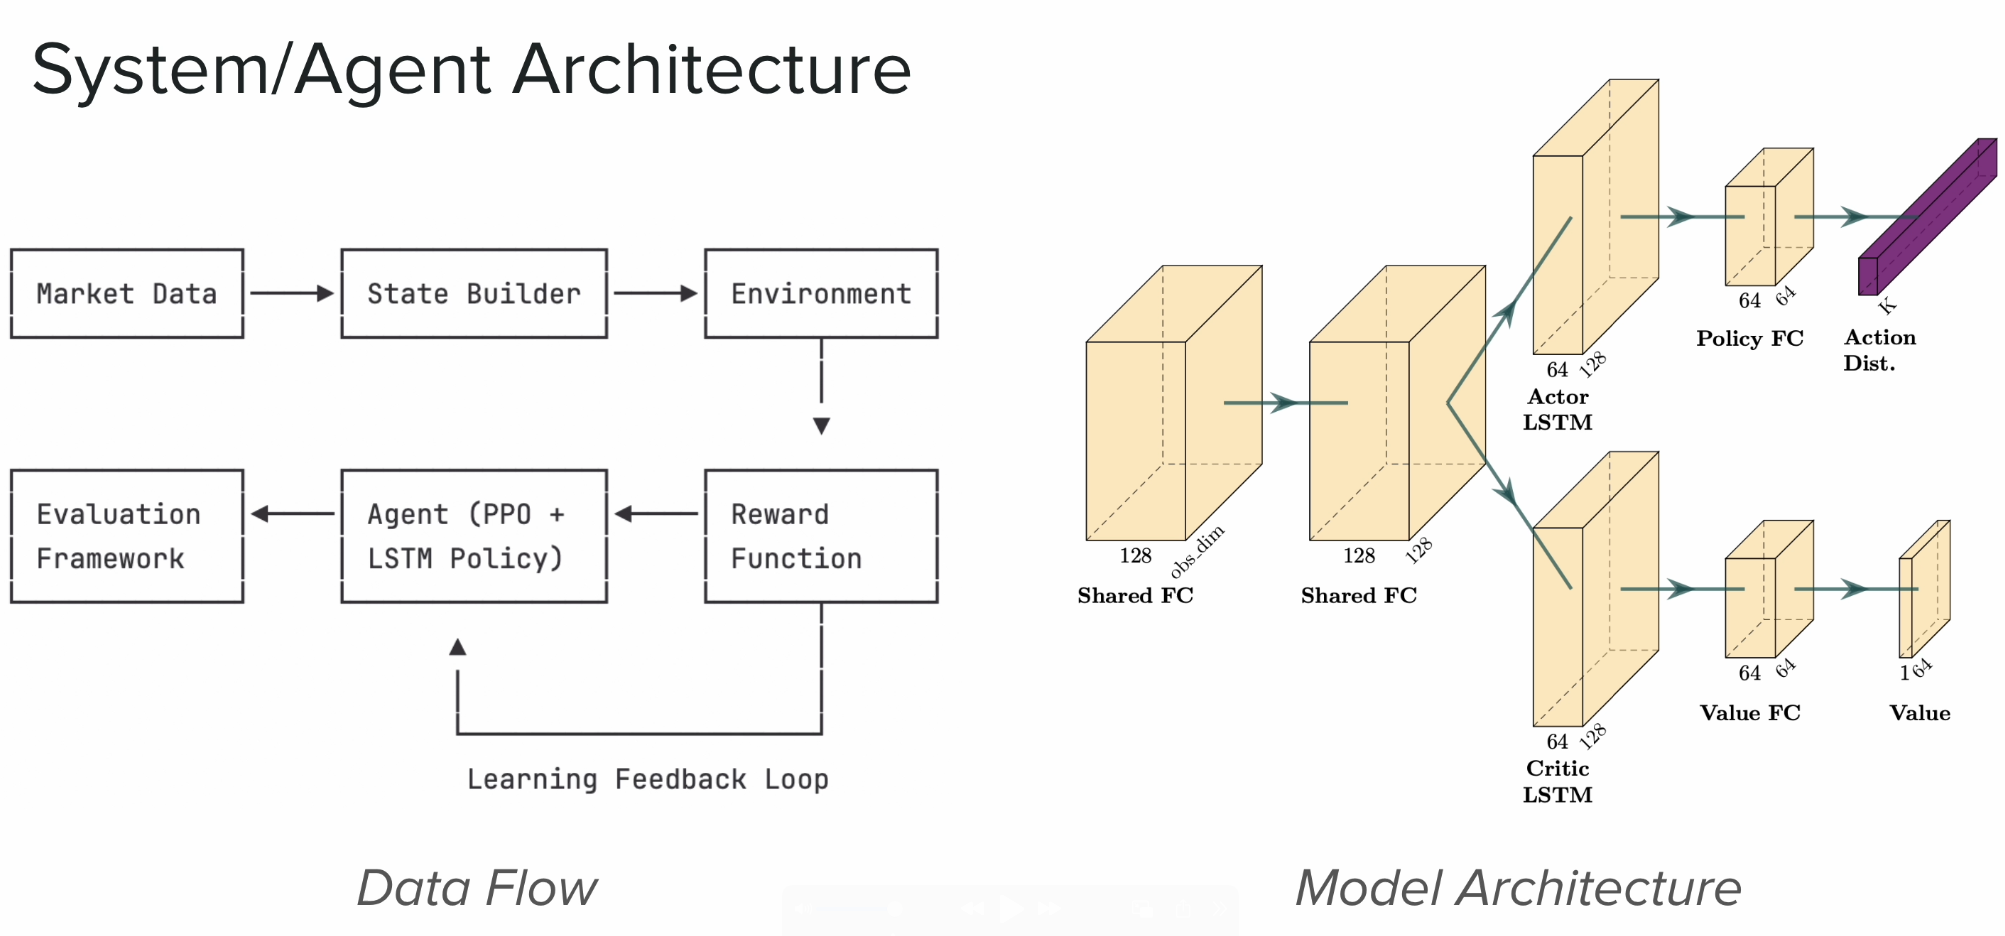 System/Agent Architecture
Market Data
State Builder
Environment
Evaluation
Framework
Agent (PPO +
LSTM Policy)
Reward
Function
Learning Feedback Loop
Data Flow
128
obs_dim
Shared FC
128
128
Shared FC
64
128
Actor
LSTM
64
64
Policy FC
K
Action
Dist.
64
128
Critic
LSTM
64
64
Value FC
1
64
Value
Model Architecture